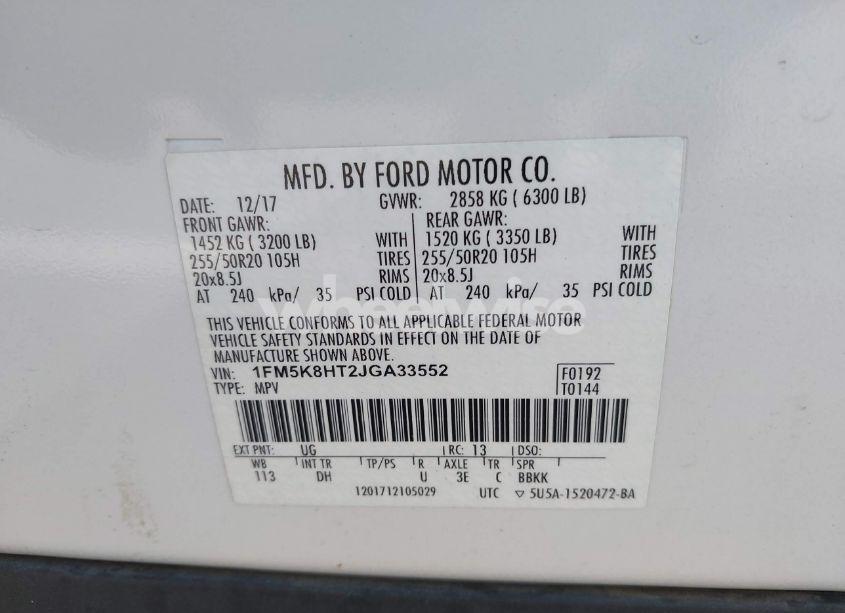 MFD. BY FORD MOTOR CO.
DATE: 12/17 GVWR: 2858 KG ( 6300 LB)
FRONT GAWR: REAR GAWR:
1452 KG ( 3200 LB) WITH 1520 KG ( 3350 LB) WITH
255/50R20 105H TIRES 255/50R20 105H TIRES
20x8.5J RIMS 20x8.5J RIMS
AT 240 kPa/ 35 PSI COLD AT 240 kPa/ 35 PSI COLD
THIS VEHICLE CONFORMS TO ALL APPLICABLE FEDERAL MOTOR
VEHICLE SAFETY STANDARDS IN EFFECT ON THE DATE OF
MANUFACTURE SHOWN ABOVE.
VIN: 1FM5K8HT2JGA33552 F0192
TYPE: MPV T0144
EXT PNT: UG RC: 13 DSO:
WB INT TR TP/PS R AXLE TR SPR
113 DH U 3E C BBKK
1201712105029 UTC ▽ 5U5A-1520472-BA
wheelwise